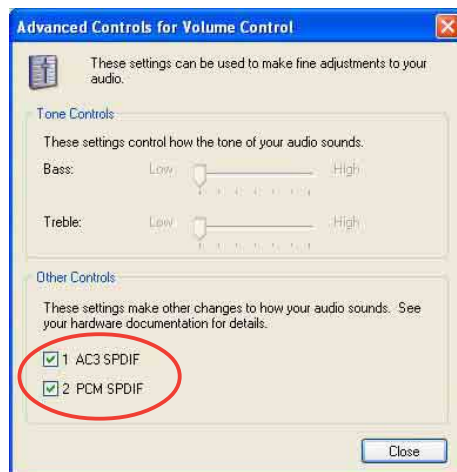 Advanced Controls for Volume Control
These settings can be used to make fine adjustments to your
audio.
Tone Controls
These settings control how the tone of your audio sounds.
Bass: Low High
Treble: Low High
Other Controls
These settings make other changes to how your audio sounds. See
your hardware documentation for details.
1 AC3 SPDIF
2 PCM SPDIF
Close